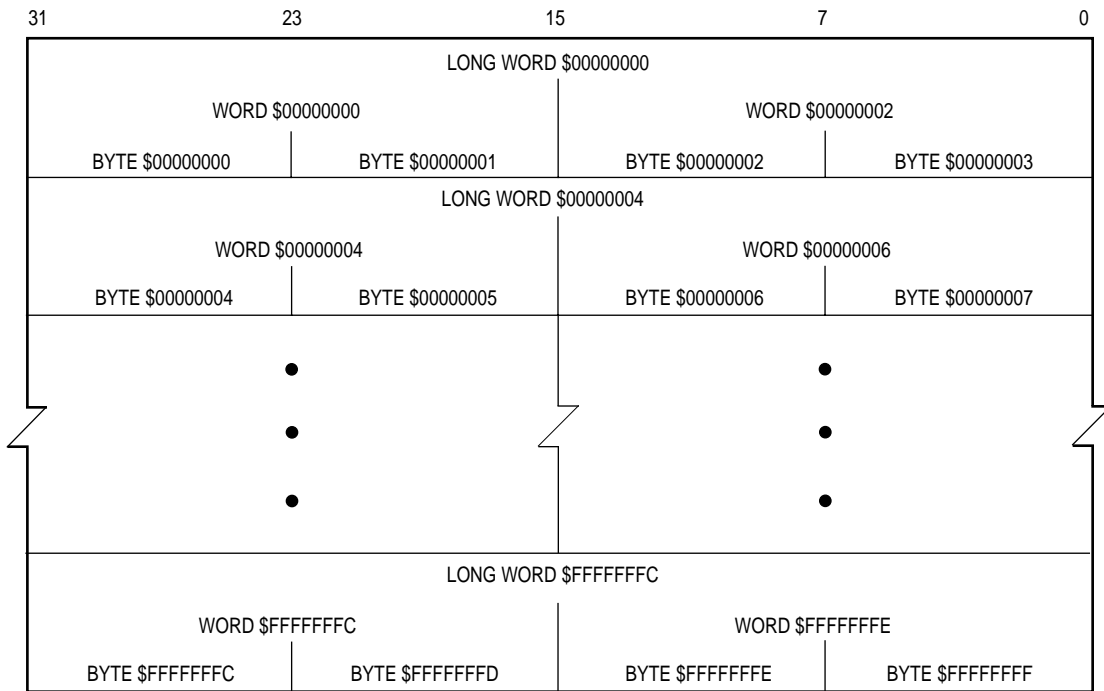 31 23 15 7 0
LONG WORD $00000000
WORD $00000000 WORD $00000002
BYTE $00000000 BYTE $00000001 BYTE $00000002 BYTE $00000003
LONG WORD $00000004
WORD $00000004 WORD $00000006
BYTE $00000004 BYTE $00000005 BYTE $00000006 BYTE $00000007
LONG WORD $FFFFFFFC
WORD $FFFFFFFC WORD $FFFFFFFE
BYTE $FFFFFFFC BYTE $FFFFFFFD BYTE $FFFFFFFE BYTE $FFFFFFFF